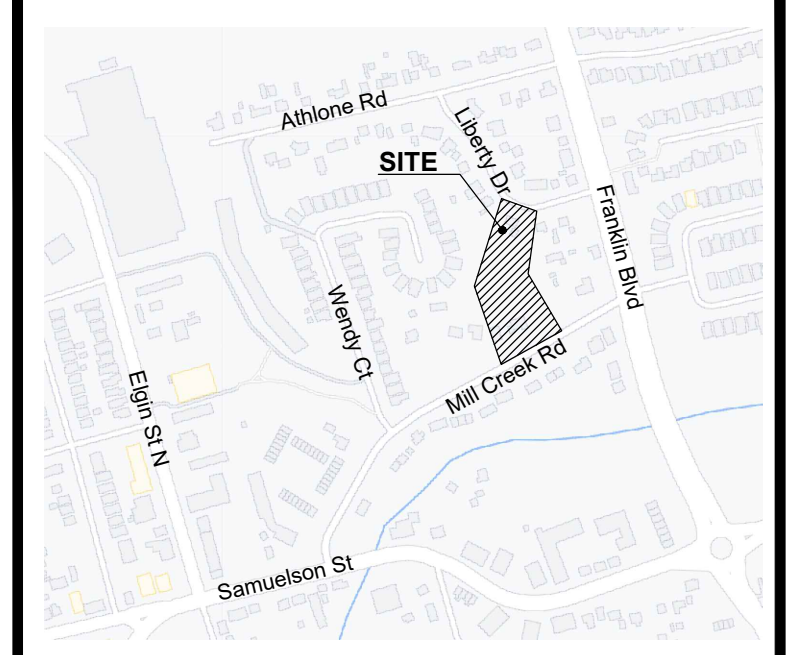 Athlone Rd
Liberty Dr
SITE
Franklin Blvd
Wendy Ct
Mill Creek Rd
Elgin St N
Samuelson St